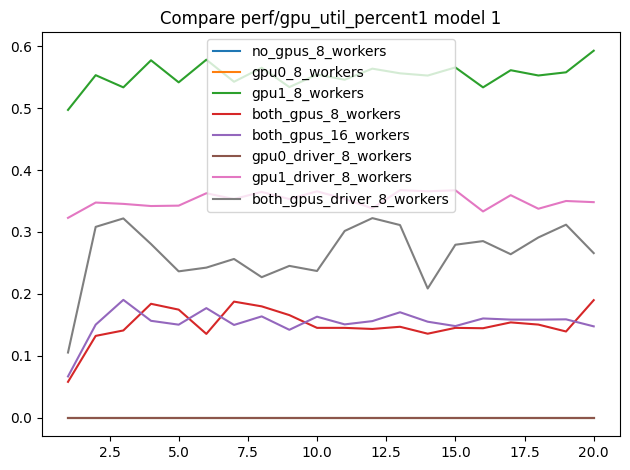 Compare perf/gpu_util_percent1 model 1
no_gpus_8_workers
gpu0_8_workers
gpu1_8_workers
both_gpus_8_workers
both_gpus_16_workers
gpu0_driver_8_workers
gpu1_driver_8_workers
both_gpus_driver_8_workers
0.6
0.5
0.4
0.3
0.2
0.1
0.0
2.5 5.0 7.5 10.0 12.5 15.0 17.5 20.0